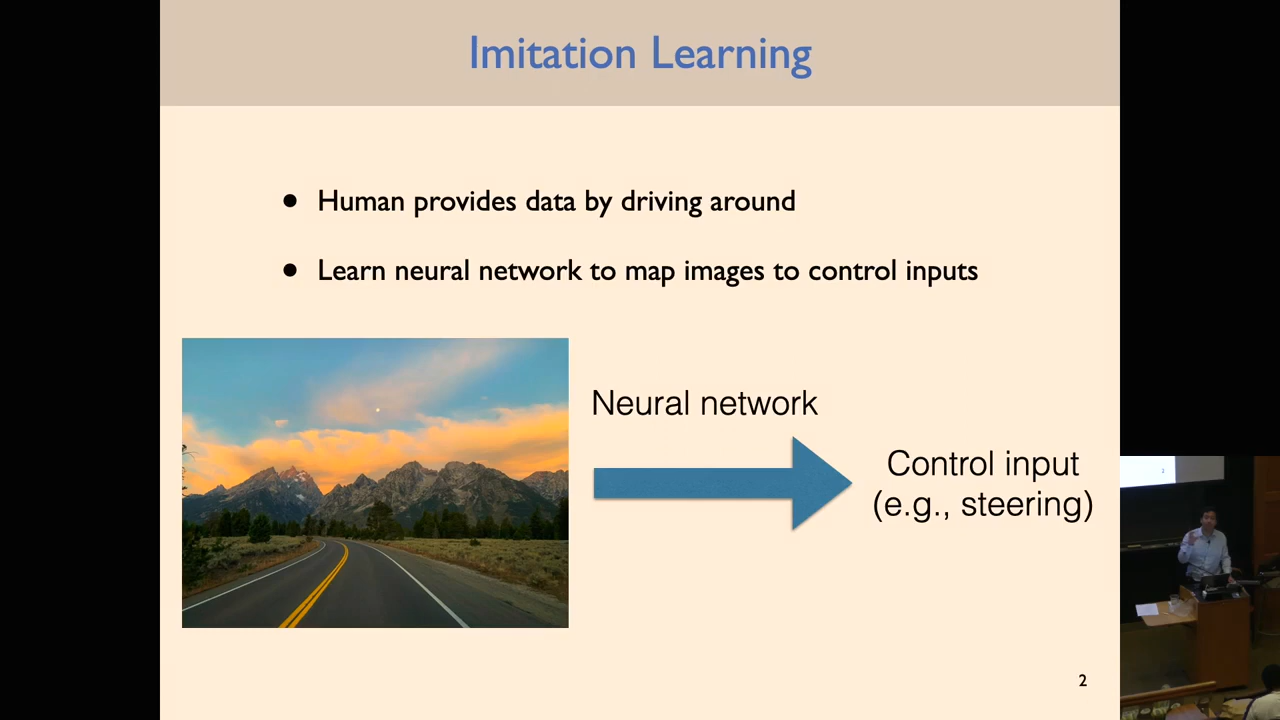 Imitation Learning
● Human provides data by driving around
● Learn neural network to map images to control inputs
Neural network
Control input
(e.g., steering)
2